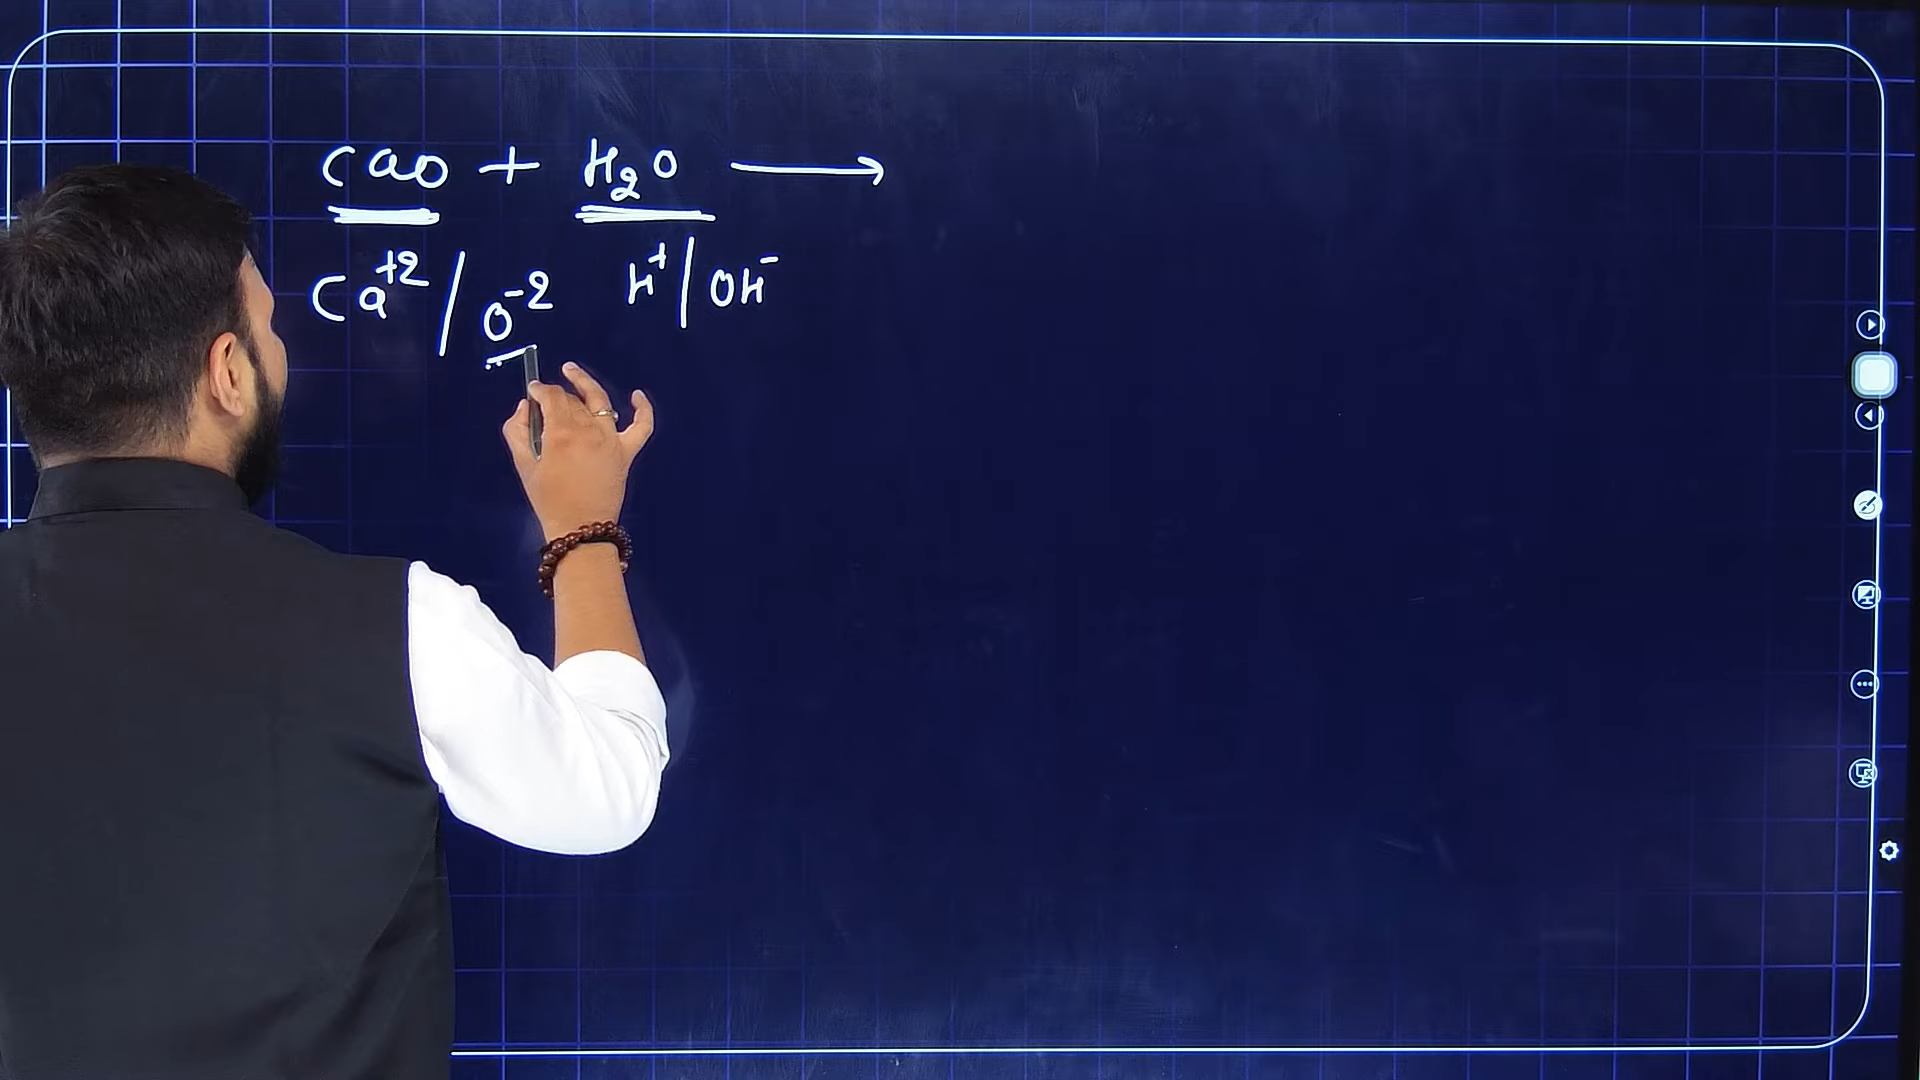 CaO + H₂O ⟶
Ca⁺² / O⁻² H⁺ | OH⁻